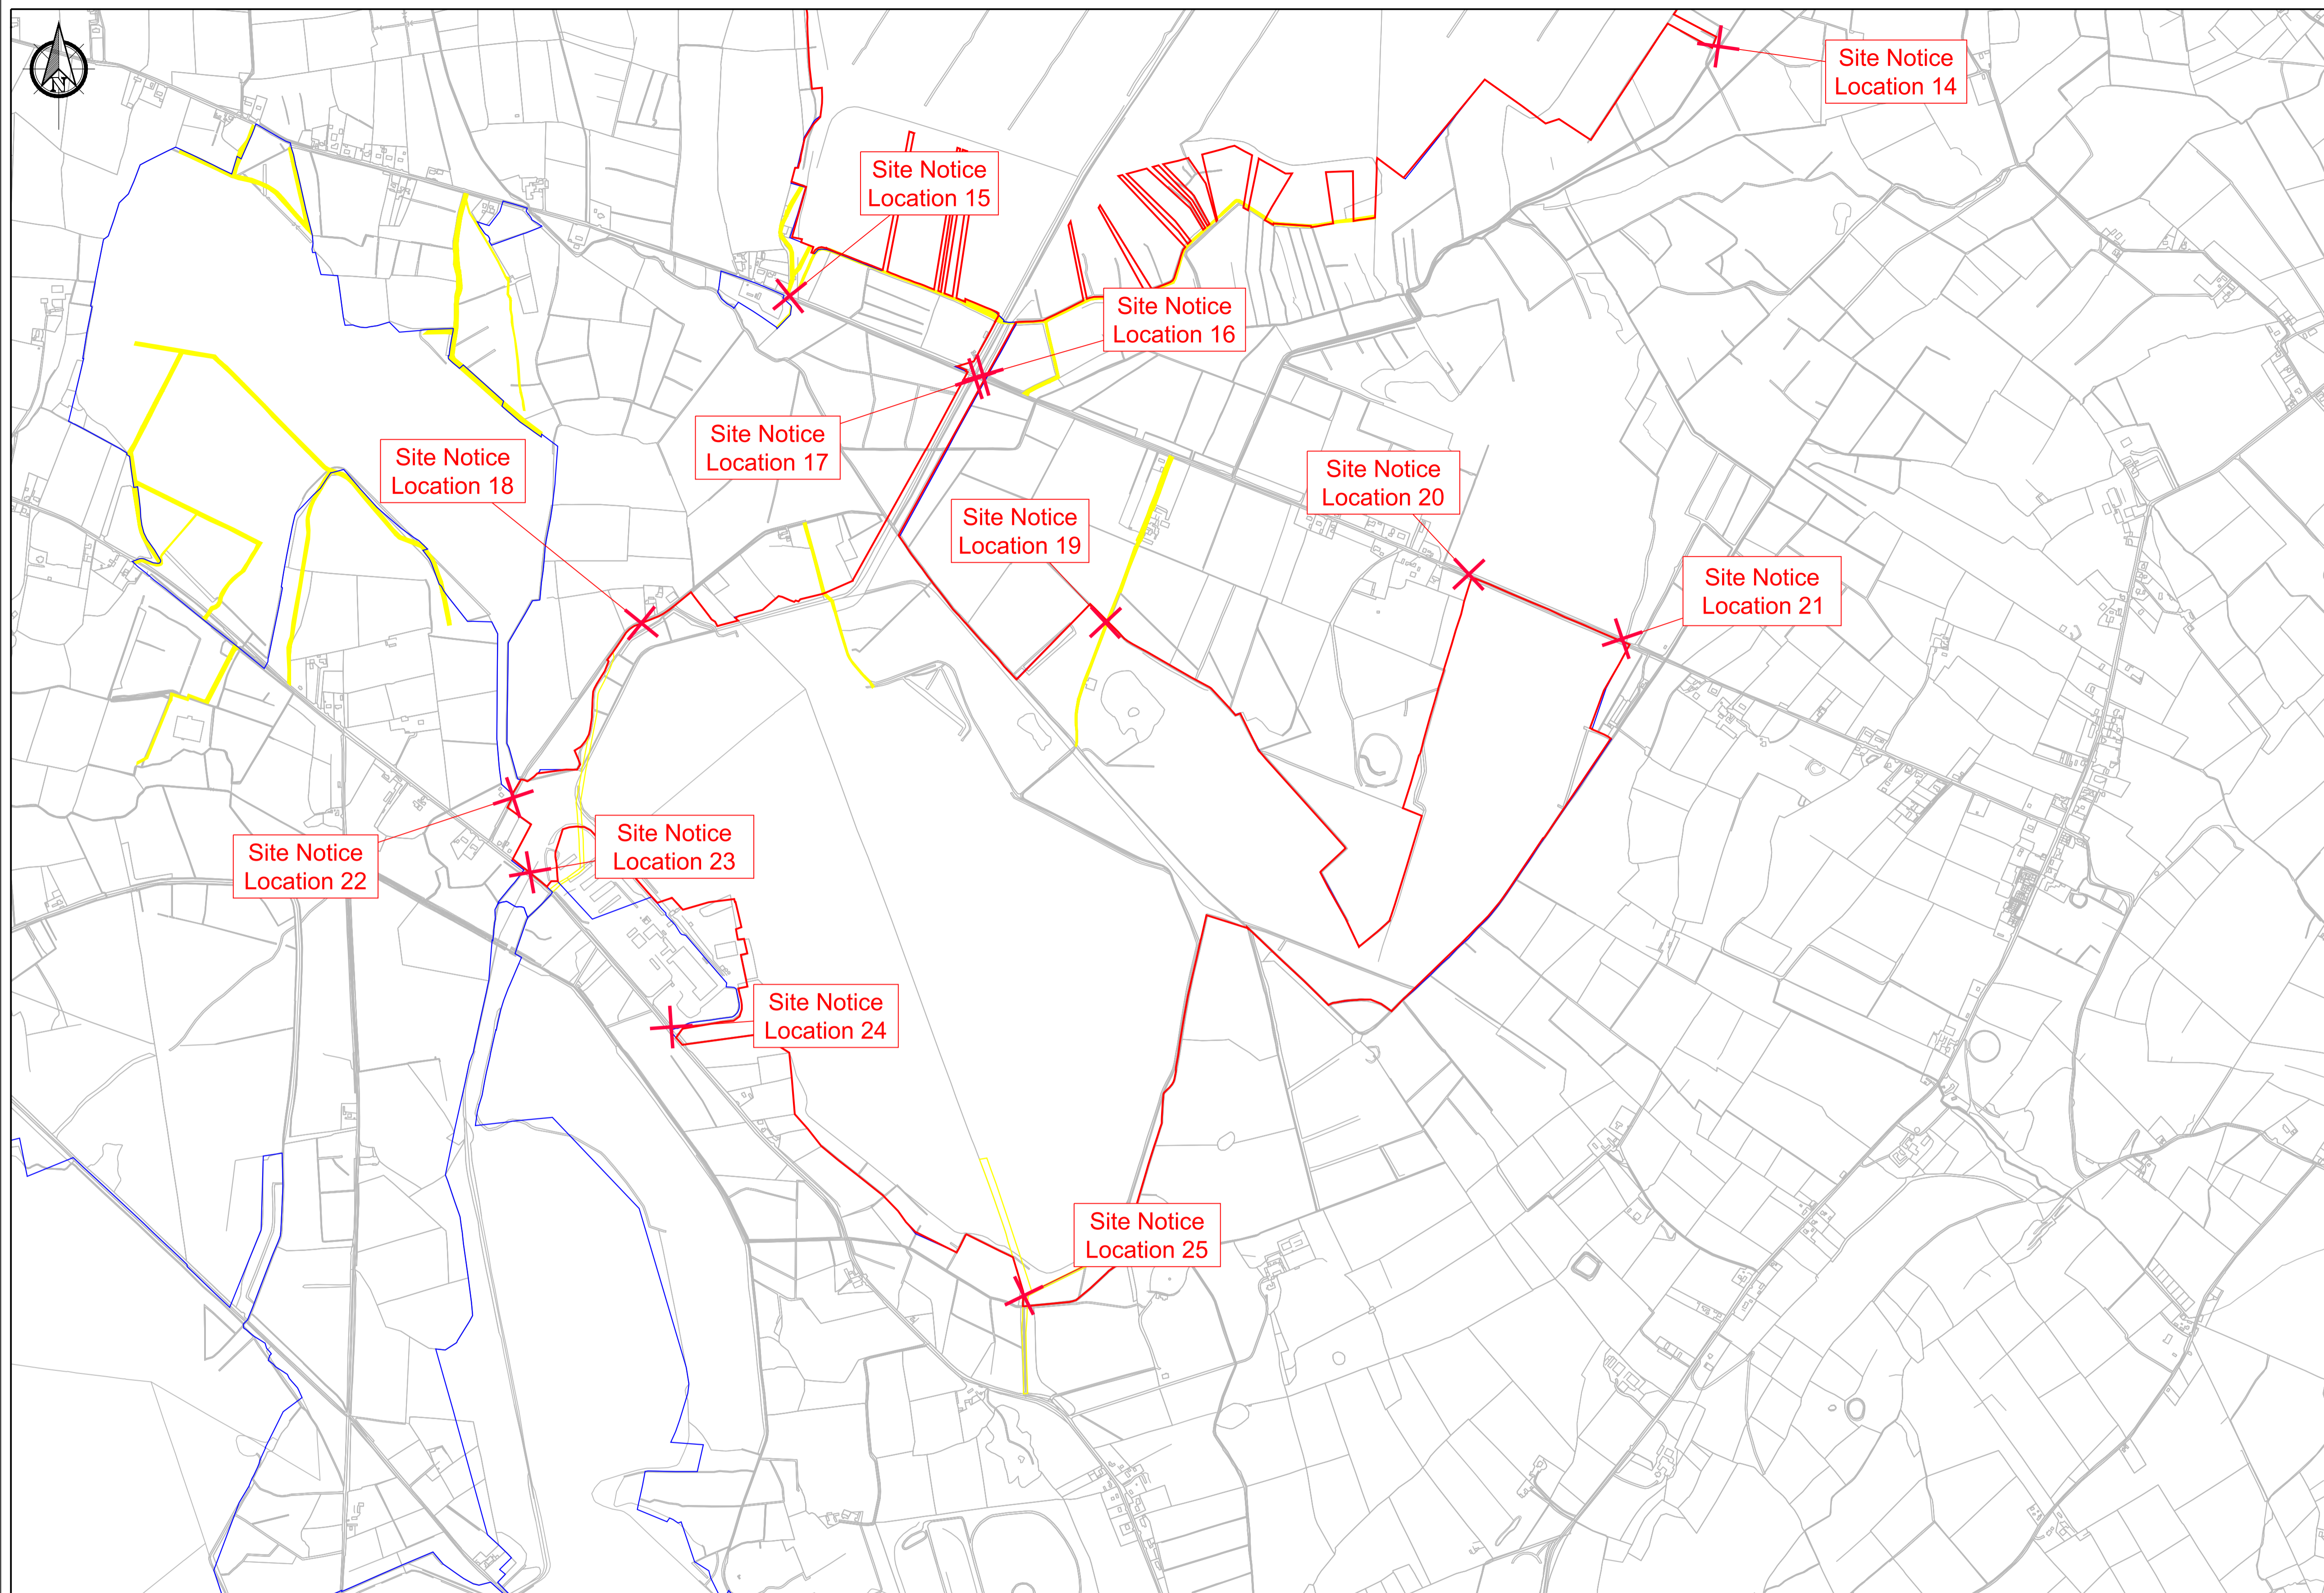 N
Site Notice
Location 14
Site Notice
Location 15
Site Notice
Location 16
Site Notice
Location 17
Site Notice
Location 18
Site Notice
Location 19
Site Notice
Location 20
Site Notice
Location 21
Site Notice
Location 22
Site Notice
Location 23
Site Notice
Location 24
Site Notice
Location 25